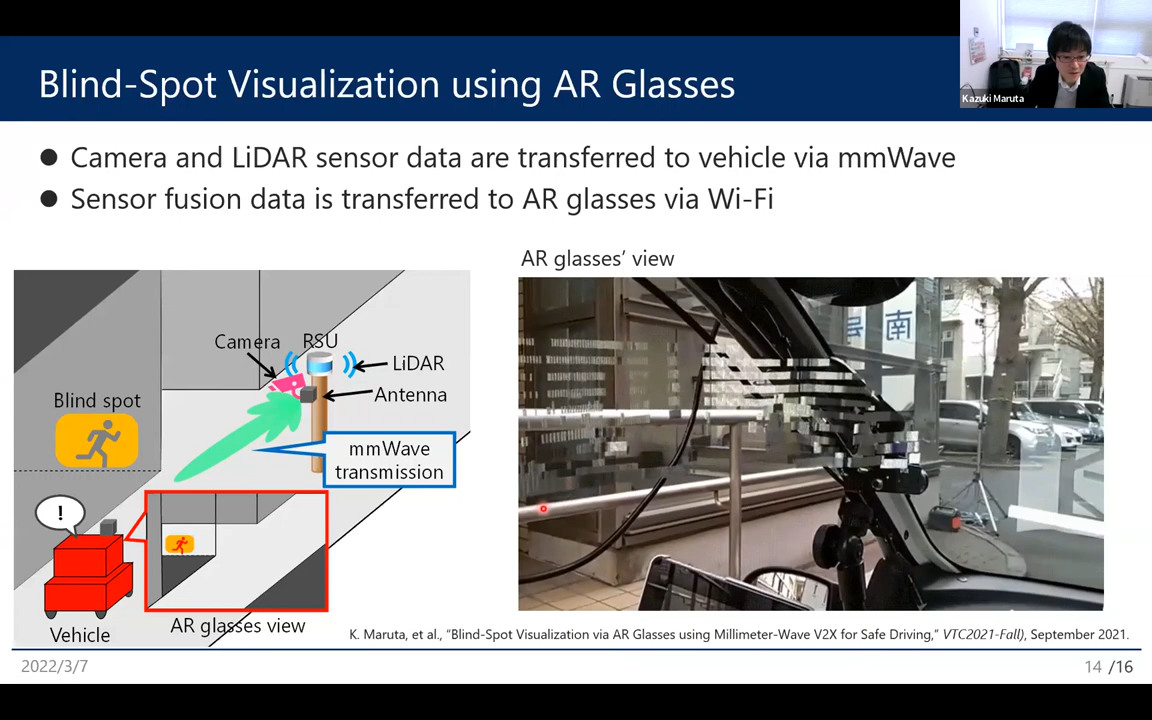 Blind-Spot Visualization using AR Glasses
Kazuki Maruta
● Camera and LiDAR sensor data are transferred to vehicle via mmWave
● Sensor fusion data is transferred to AR glasses via Wi-Fi
AR glasses’ view
Camera
RSU
LiDAR
Antenna
Blind spot
mmWave
transmission
!
AR glasses view
Vehicle
南
号
K. Maruta, et al., “Blind-Spot Visualization via AR Glasses using Millimeter-Wave V2X for Safe Driving,” VTC2021-Fall), September 2021.
2022/3/7
14 /16